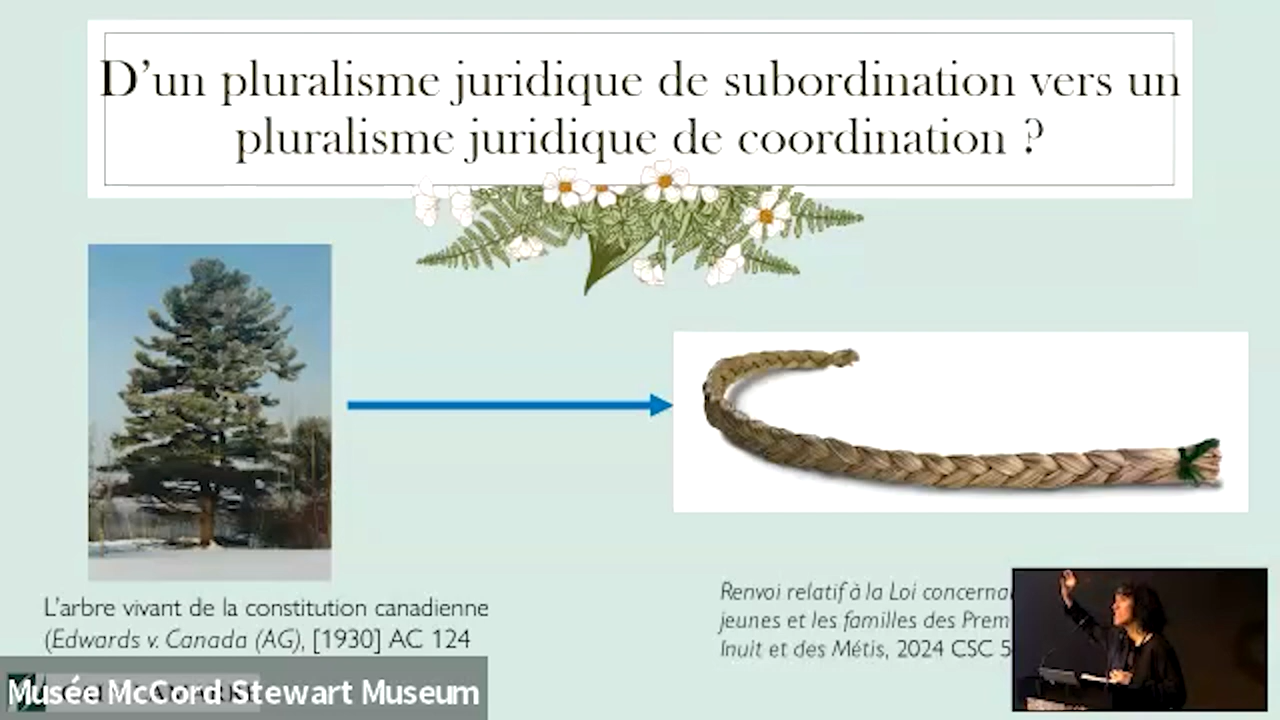 D’un pluralisme juridique de subordination vers un
pluralisme juridique de coordination ?
L’arbre vivant de la constitution canadienne
(Edwards v. Canada (AG), [1930] AC 124
Renvoi relatif à la Loi
jeunes et les familles des
Inuit et des Métis, 2024 CSC 5
Musée McCord Stewart Museum